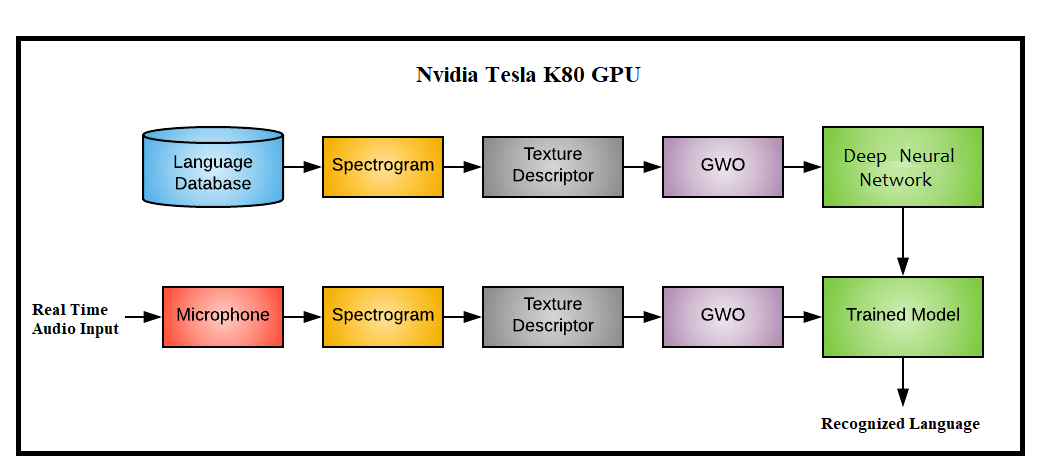 Nvidia Tesla K80 GPU
Language
Database
Spectrogram
Texture
Descriptor
GWO
Deep Neural
Network
Real Time
Audio Input
Microphone
Spectrogram
Texture
Descriptor
GWO
Trained Model
Recognized Language